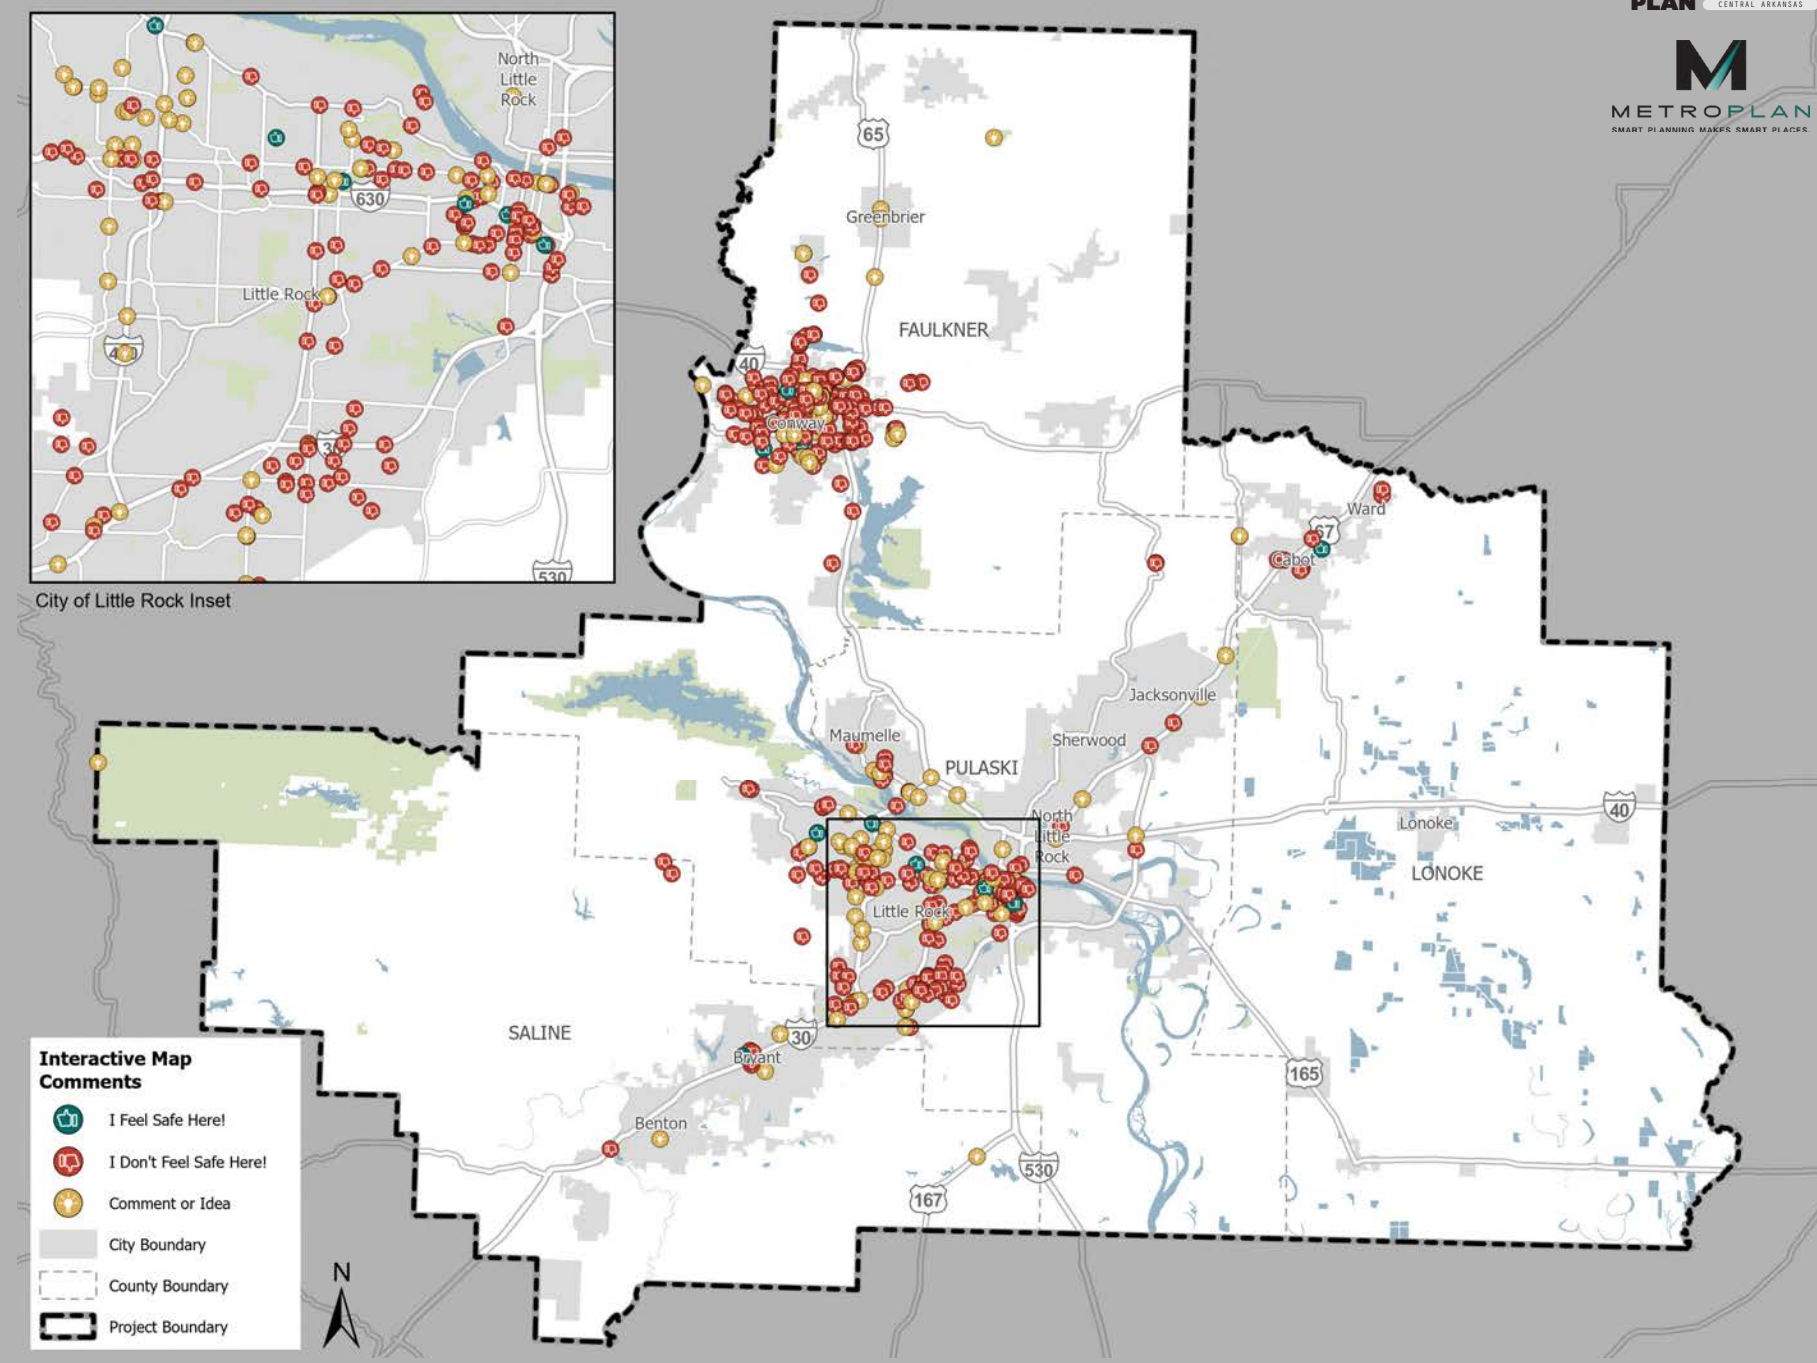 PLAN
CENTRAL ARKANSAS
METROPLAN
SMART PLANNING MAKES SMART PLACES.
North
Little
Rock
630
Little Rock
430
30
530
City of Little Rock Inset
65
Greenbrier
FAULKNER
40
Conway
Ward
67
Cabot
Jacksonville
Maumelle
Sherwood
PULASKI
North
Little
Rock
40
Lonoke
LONOKE
Little Rock
SALINE
30
Bryant
165
Benton
530
167
Interactive Map
Comments
I Feel Safe Here!
I Don't Feel Safe Here!
Comment or Idea
City Boundary
County Boundary
Project Boundary
N